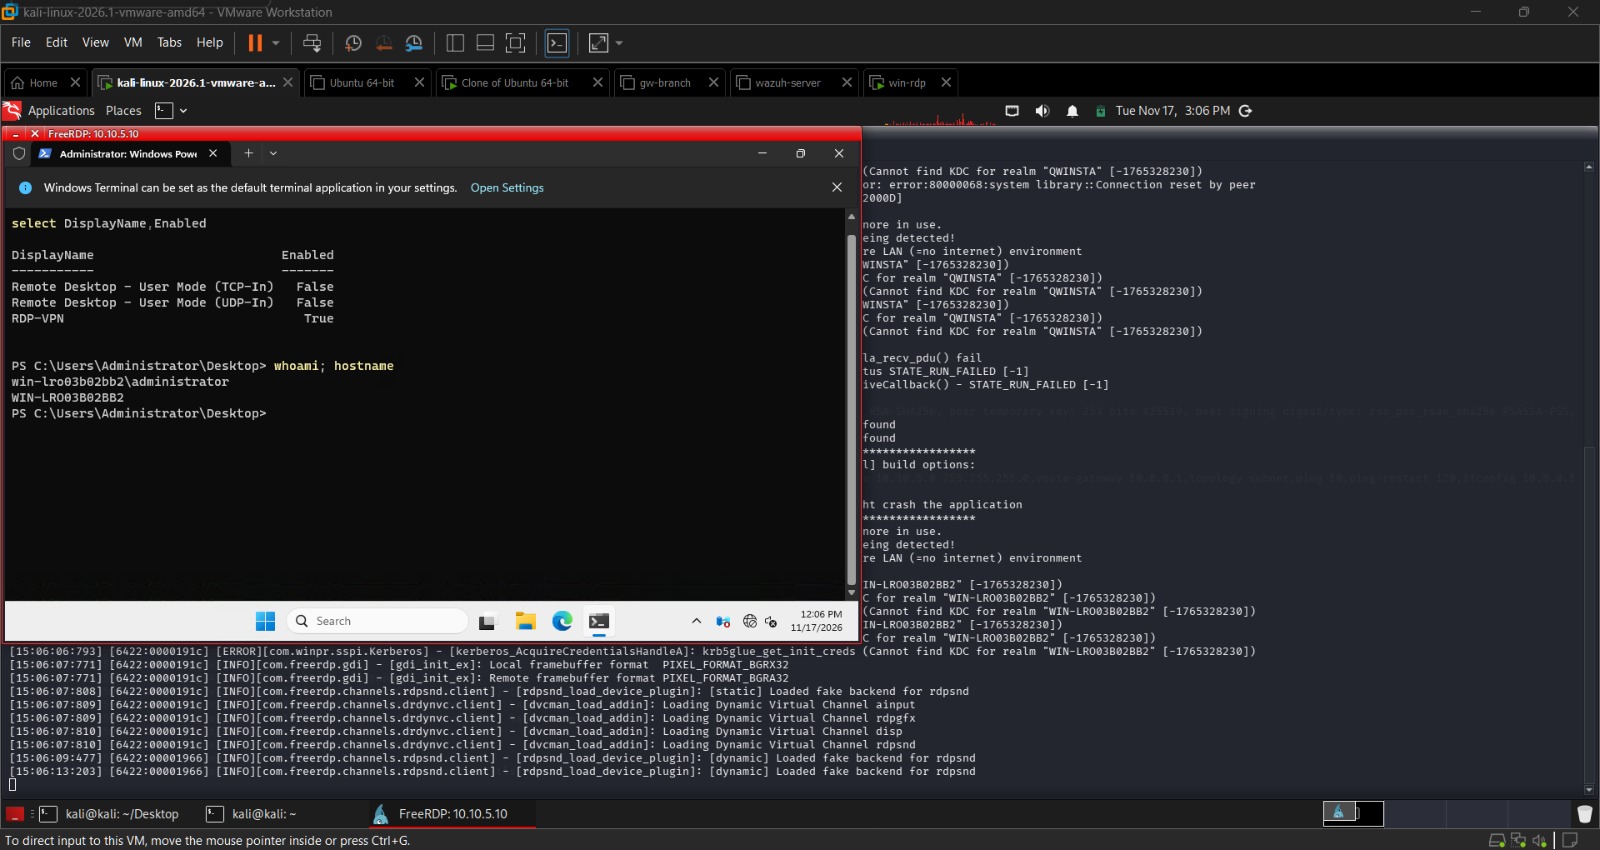 kali-linux-2026.1-vmware-amd64 - VMware Workstation
File Edit View VM Tabs Help
Home kali-linux-2026.1-vmware-a... Ubuntu 64-bit Clone of Ubuntu 64-bit gw-branch wazuh-server win-rdp
Applications Places Tue Nov 17, 3:06 PM
FreeRDP: 10.10.5.10
Administrator: Windows Powe
Windows Terminal can be set as the default terminal application in your settings. Open Settings
select DisplayName,Enabled
DisplayName Enabled
----------- -------
Remote Desktop - User Mode (TCP-In) False
Remote Desktop - User Mode (UDP-In) False
RDP-VPN True
PS C:\Users\Administrator\Desktop> whoami; hostname
win-lro03b02bb2\administrator
WIN-LRO03B02BB2
PS C:\Users\Administrator\Desktop>
Search
12:06 PM
11/17/2026
(Cannot find KDC for realm "QWINSTA" [-1765328230])
or: error:80000068:system library::Connection reset by peer
2000D]
more in use.
eing detected!
re LAN (=no internet) environment
WINSTA" [-1765328230])
C for realm "QWINSTA" [-1765328230])
(Cannot find KDC for realm "QWINSTA" [-1765328230])
WINSTA" [-1765328230])
C for realm "QWINSTA" [-1765328230])
(Cannot find KDC for realm "QWINSTA" [-1765328230])
la_recv_pdu() fail
tus STATE_RUN_FAILED [-1]
iveCallback() - STATE_RUN_FAILED [-1]
found
found
*****************
l] build options:
ht crash the application
*****************
more in use.
eing detected!
re LAN (=no internet) environment
IN-LRO03B02BB2" [-1765328230])
C for realm "WIN-LRO03B02BB2" [-1765328230])
(Cannot find KDC for realm "WIN-LRO03B02BB2" [-1765328230])
IN-LRO03B02BB2" [-1765328230])
C for realm "WIN-LRO03B02BB2" [-1765328230])
[15:06:06:793] [6422:0000191c] [ERROR][com.winpr.sspi.Kerberos] - [kerberos_AcquireCredentialsHandleA]: krb5glue_get_init_creds (Cannot find KDC for realm "WIN-LRO03B02BB2" [-1765328230])
[15:06:07:771] [6422:0000191c] [INFO][com.freerdp.gdi] - [gdi_init_ex]: Local framebuffer format  PIXEL_FORMAT_BGRX32
[15:06:07:771] [6422:0000191c] [INFO][com.freerdp.gdi] - [gdi_init_ex]: Remote framebuffer format PIXEL_FORMAT_BGRA32
[15:06:07:808] [6422:0000191c] [INFO][com.freerdp.channels.rdpsnd.client] - [rdpsnd_load_device_plugin]: [static] Loaded fake backend for rdpsnd
[15:06:07:809] [6422:0000191c] [INFO][com.freerdp.channels.drdynvc.client] - [dvcman_load_addin]: Loading Dynamic Virtual Channel ainput
[15:06:07:809] [6422:0000191c] [INFO][com.freerdp.channels.drdynvc.client] - [dvcman_load_addin]: Loading Dynamic Virtual Channel rdpgfx
[15:06:07:810] [6422:0000191c] [INFO][com.freerdp.channels.drdynvc.client] - [dvcman_load_addin]: Loading Dynamic Virtual Channel disp
[15:06:07:810] [6422:0000191c] [INFO][com.freerdp.channels.drdynvc.client] - [dvcman_load_addin]: Loading Dynamic Virtual Channel rdpsnd
[15:06:09:477] [6422:00001966] [INFO][com.freerdp.channels.rdpsnd.client] - [rdpsnd_load_device_plugin]: [dynamic] Loaded fake backend for rdpsnd
[15:06:13:203] [6422:00001966] [INFO][com.freerdp.channels.rdpsnd.client] - [rdpsnd_load_device_plugin]: [dynamic] Loaded fake backend for rdpsnd
kali@kali: ~/Desktop kali@kali: ~ FreeRDP: 10.10.5.10
To direct input to this VM, move the mouse pointer inside or press Ctrl+G.